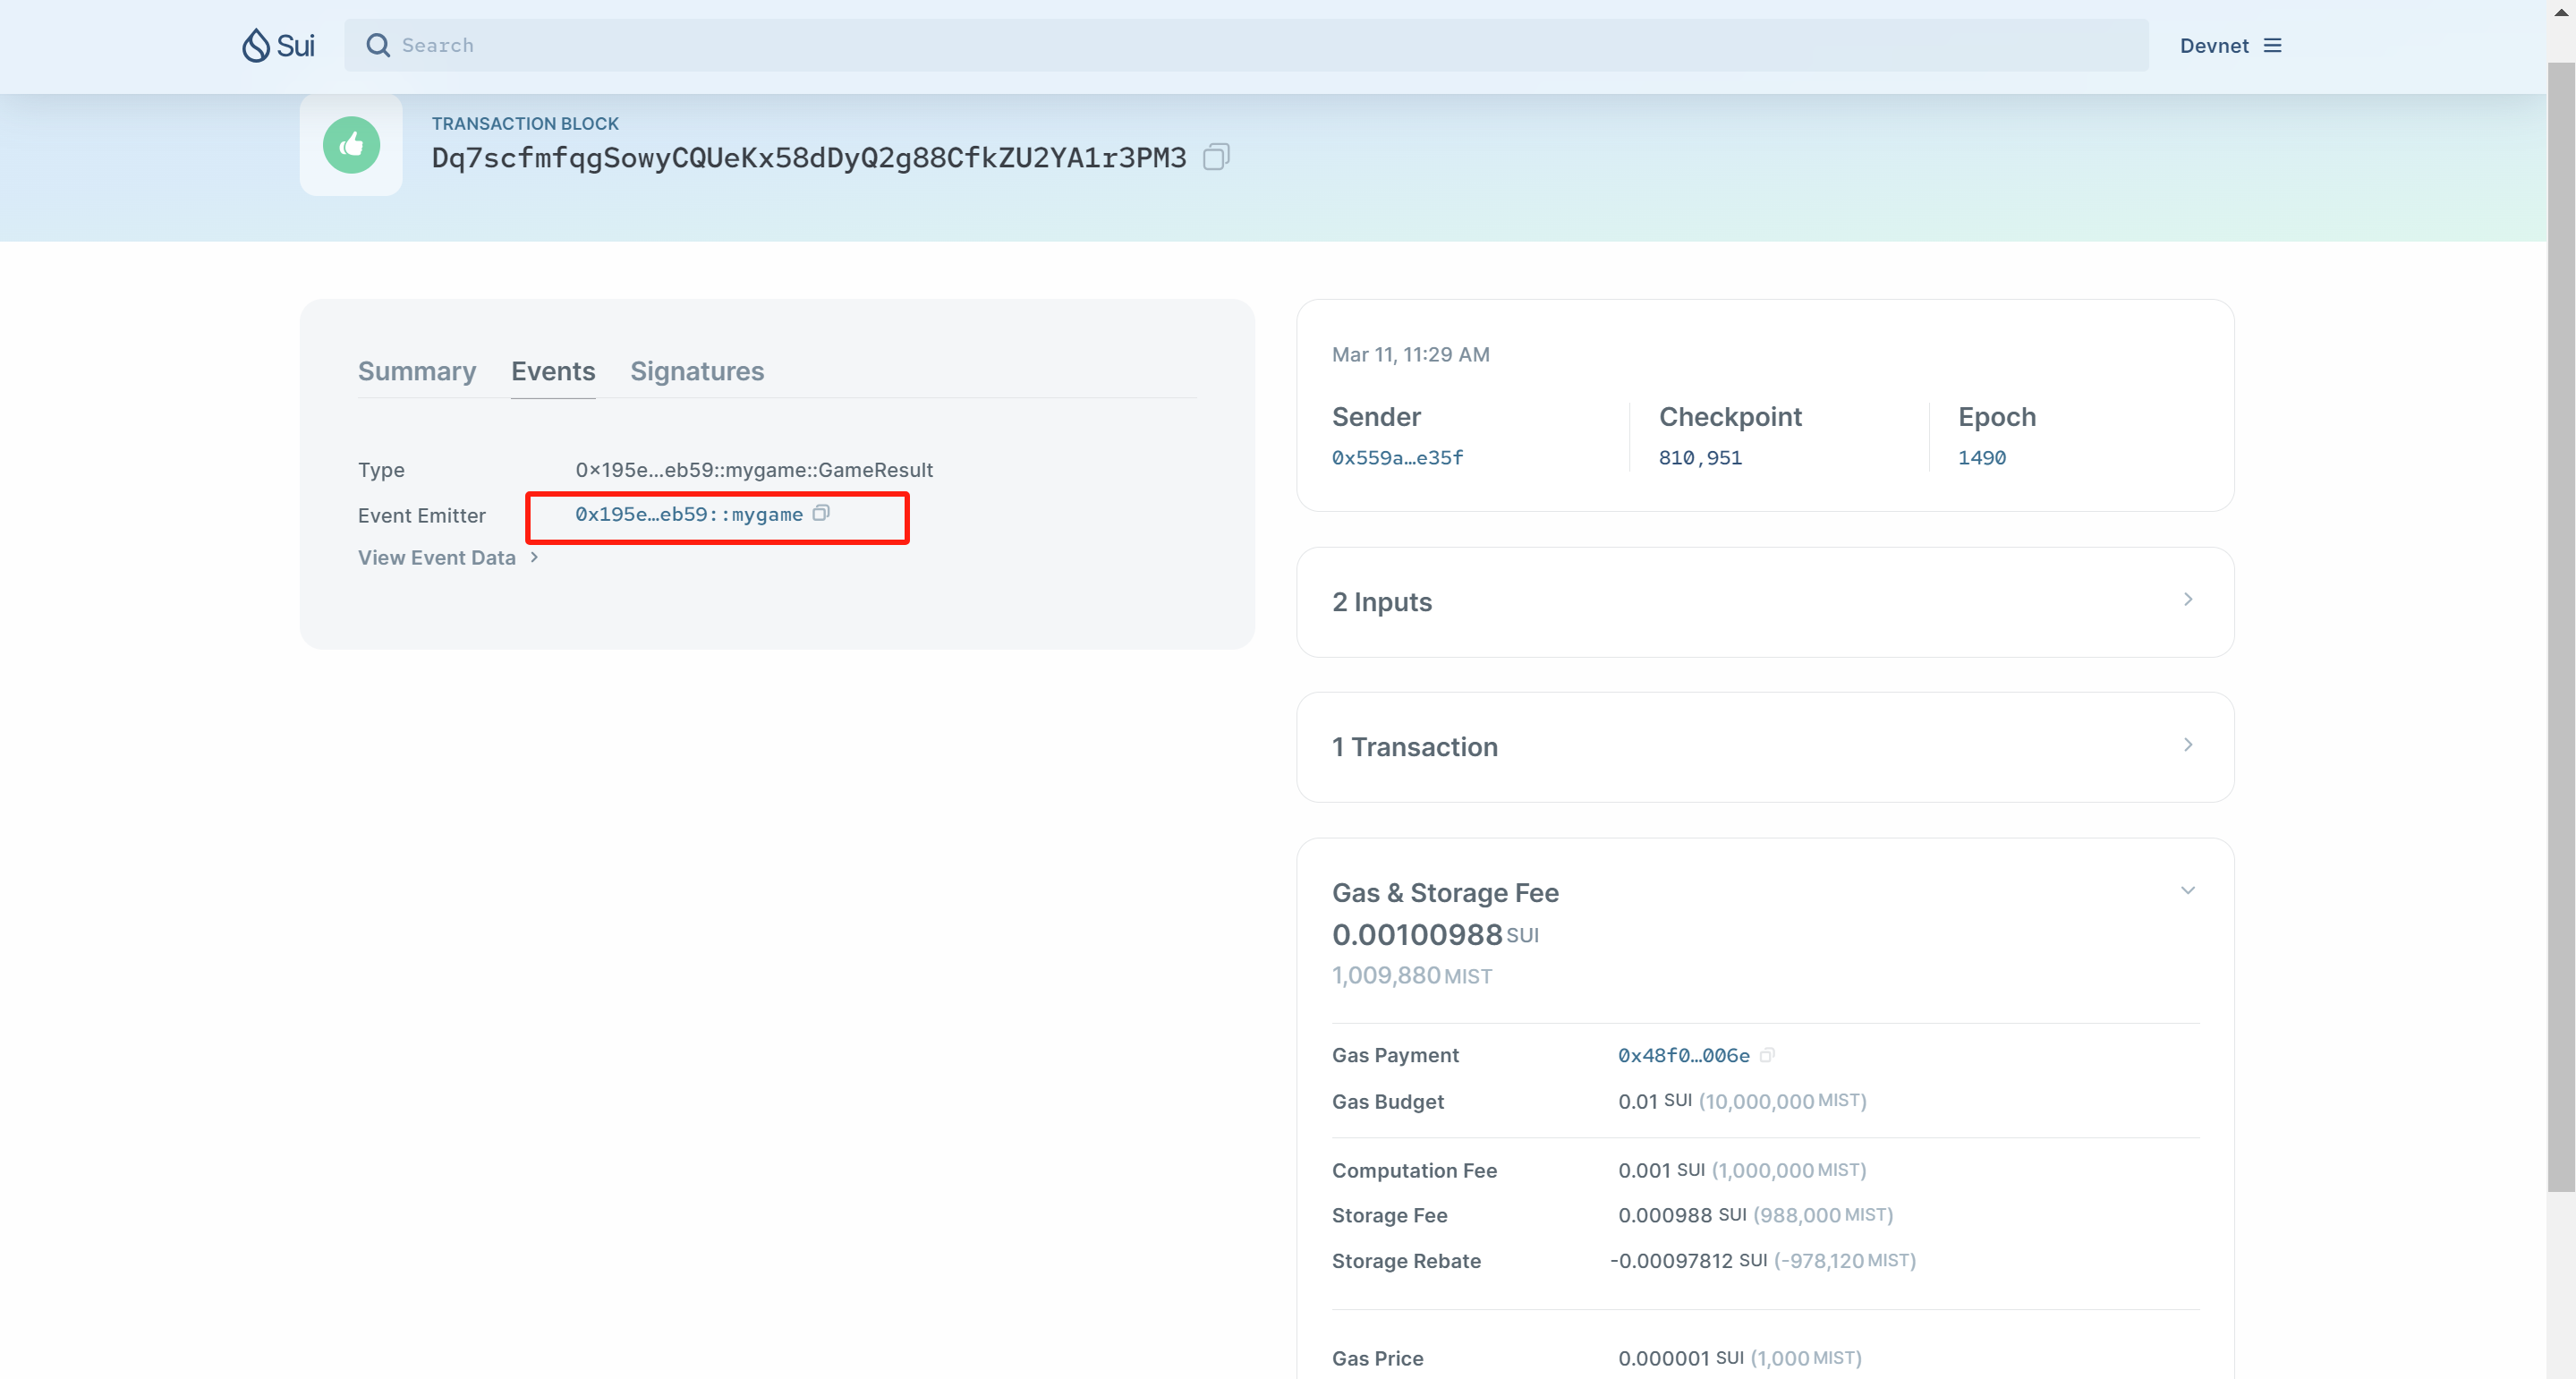 Sui
Search
Devnet
TRANSACTION BLOCK
Dq7scfmfqgSowyCQUeKx58dDyQ2g88CfkZU2YA1r3PM3
Summary Events Signatures
Type 0x195e...eb59::mygame::GameResult
Event Emitter 0x195e…eb59::mygame
View Event Data
Mar 11, 11:29 AM
Sender Checkpoint Epoch
0x559a…e35f 810,951 1490
2 Inputs
1 Transaction
Gas & Storage Fee
0.00100988 SUI
1,009,880 MIST
Gas Payment 0x48f0…006e
Gas Budget 0.01 SUI (10,000,000 MIST)
Computation Fee 0.001 SUI (1,000,000 MIST)
Storage Fee 0.000988 SUI (988,000 MIST)
Storage Rebate -0.00097812 SUI (-978,120 MIST)
Gas Price 0.000001 SUI (1,000 MIST)